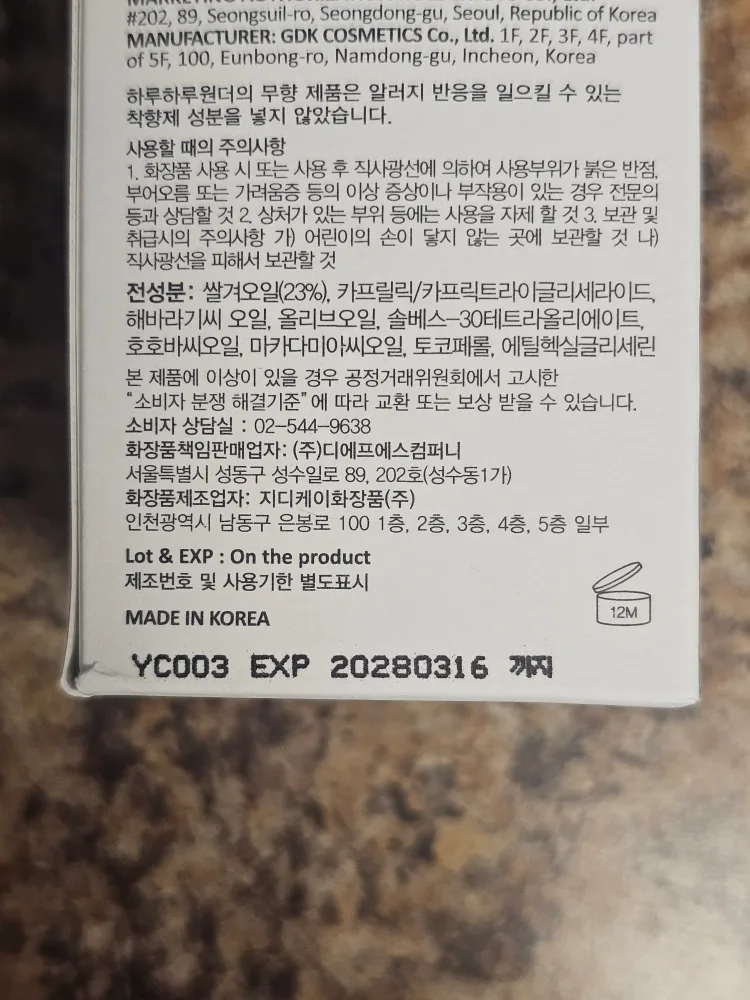 #202, 89, Seongsuil-ro, Seongdong-gu, Seoul, Republic of Korea
MANUFACTURER: GDK COSMETICS Co., Ltd. 1F, 2F, 3F, 4F, part
of 5F, 100, Eunbong-ro, Namdong-gu, Incheon, Korea
하루하루원더의 무향 제품은 알러지 반응을 일으킬 수 있는
착향제 성분을 넣지 않았습니다.
사용할 때의 주의사항
1. 화장품 사용 시 또는 사용 후 직사광선에 의하여 사용부위가 붉은 반점,
부어오름 또는 가려움증 등의 이상 증상이나 부작용이 있는 경우 전문의
등과 상담할 것 2. 상처가 있는 부위 등에는 사용을 자제 할 것 3. 보관 및
취급시의 주의사항 가) 어린이의 손이 닿지 않는 곳에 보관할 것 나)
직사광선을 피해서 보관할 것
전성분: 쌀겨오일(23%), 카프릴릭/카프릭트라이글리세라이드,
해바라기씨 오일, 올리브오일, 솔베스-30테트라올리에이트,
호호바씨오일, 마카다미아씨오일, 토코페롤, 에틸헥실글리세린
본 제품에 이상이 있을 경우 공정거래위원회에서 고시한
"소비자 분쟁 해결기준"에 따라 교환 또는 보상 받을 수 있습니다.
소비자 상담실 : 02-544-9638
화장품책임판매업자: (주)디에프에스컴퍼니
서울특별시 성동구 성수일로 89, 202호(성수동1가)
화장품제조업자: 지디케이화장품(주)
인천광역시 남동구 은봉로 100 1층, 2층, 3층, 4층, 5층 일부
Lot & EXP : On the product
제조번호 및 사용기한 별도표시
MADE IN KOREA
12M
YC003 EXP 20280316 까지